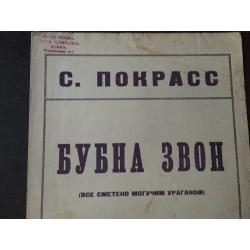 С. ПОКРАСС
БУБНА ЗВОН
(ВСЕ СМЕТЕНО МОГУЧИМ УРАГАНОМ)